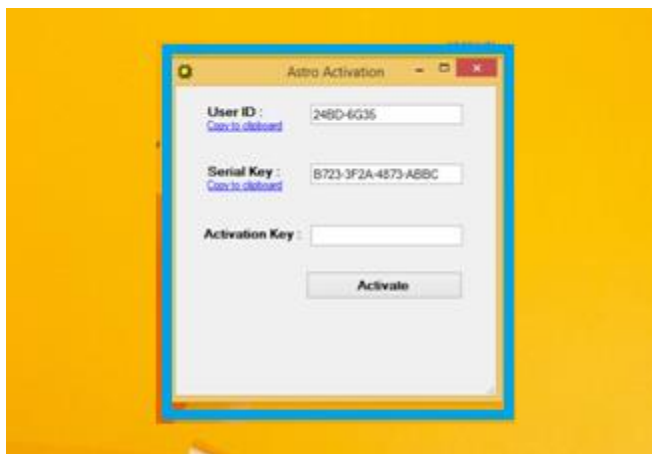 Astro Activation
User ID : 24BD-6G35
Copy to clipboard
Serial Key : B723-3F2A-4873-ABBC
Copy to clipboard
Activation Key :
Activate